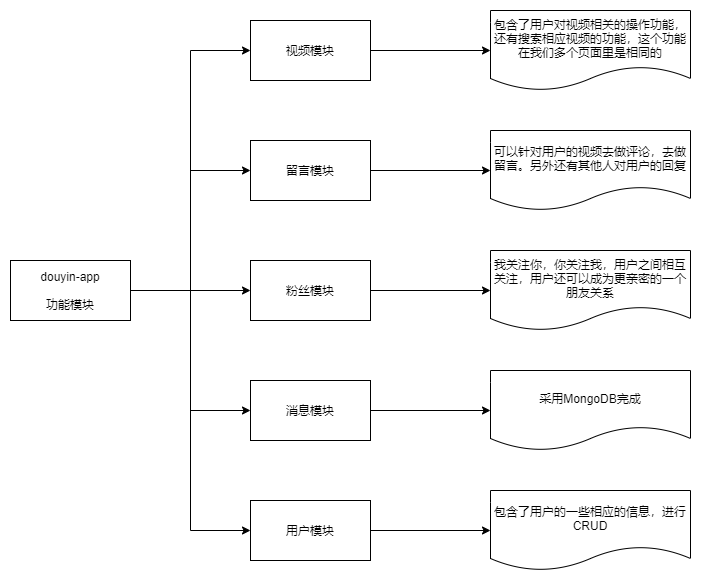 视频模块
包含了用户对视频相关的操作功能，
还有搜索相应视频的功能，这个功能
在我们多个页面里是相同的
留言模块
可以针对用户的视频去做评论，去做
留言。另外还有其他人对用户的回复
douyin-app
功能模块
粉丝模块
我关注你，你关注我，用户之间相互
关注，用户还可以成为更亲密的一个
朋友关系
消息模块
采用MongoDB完成
用户模块
包含了用户的一些相应的信息，进行
CRUD